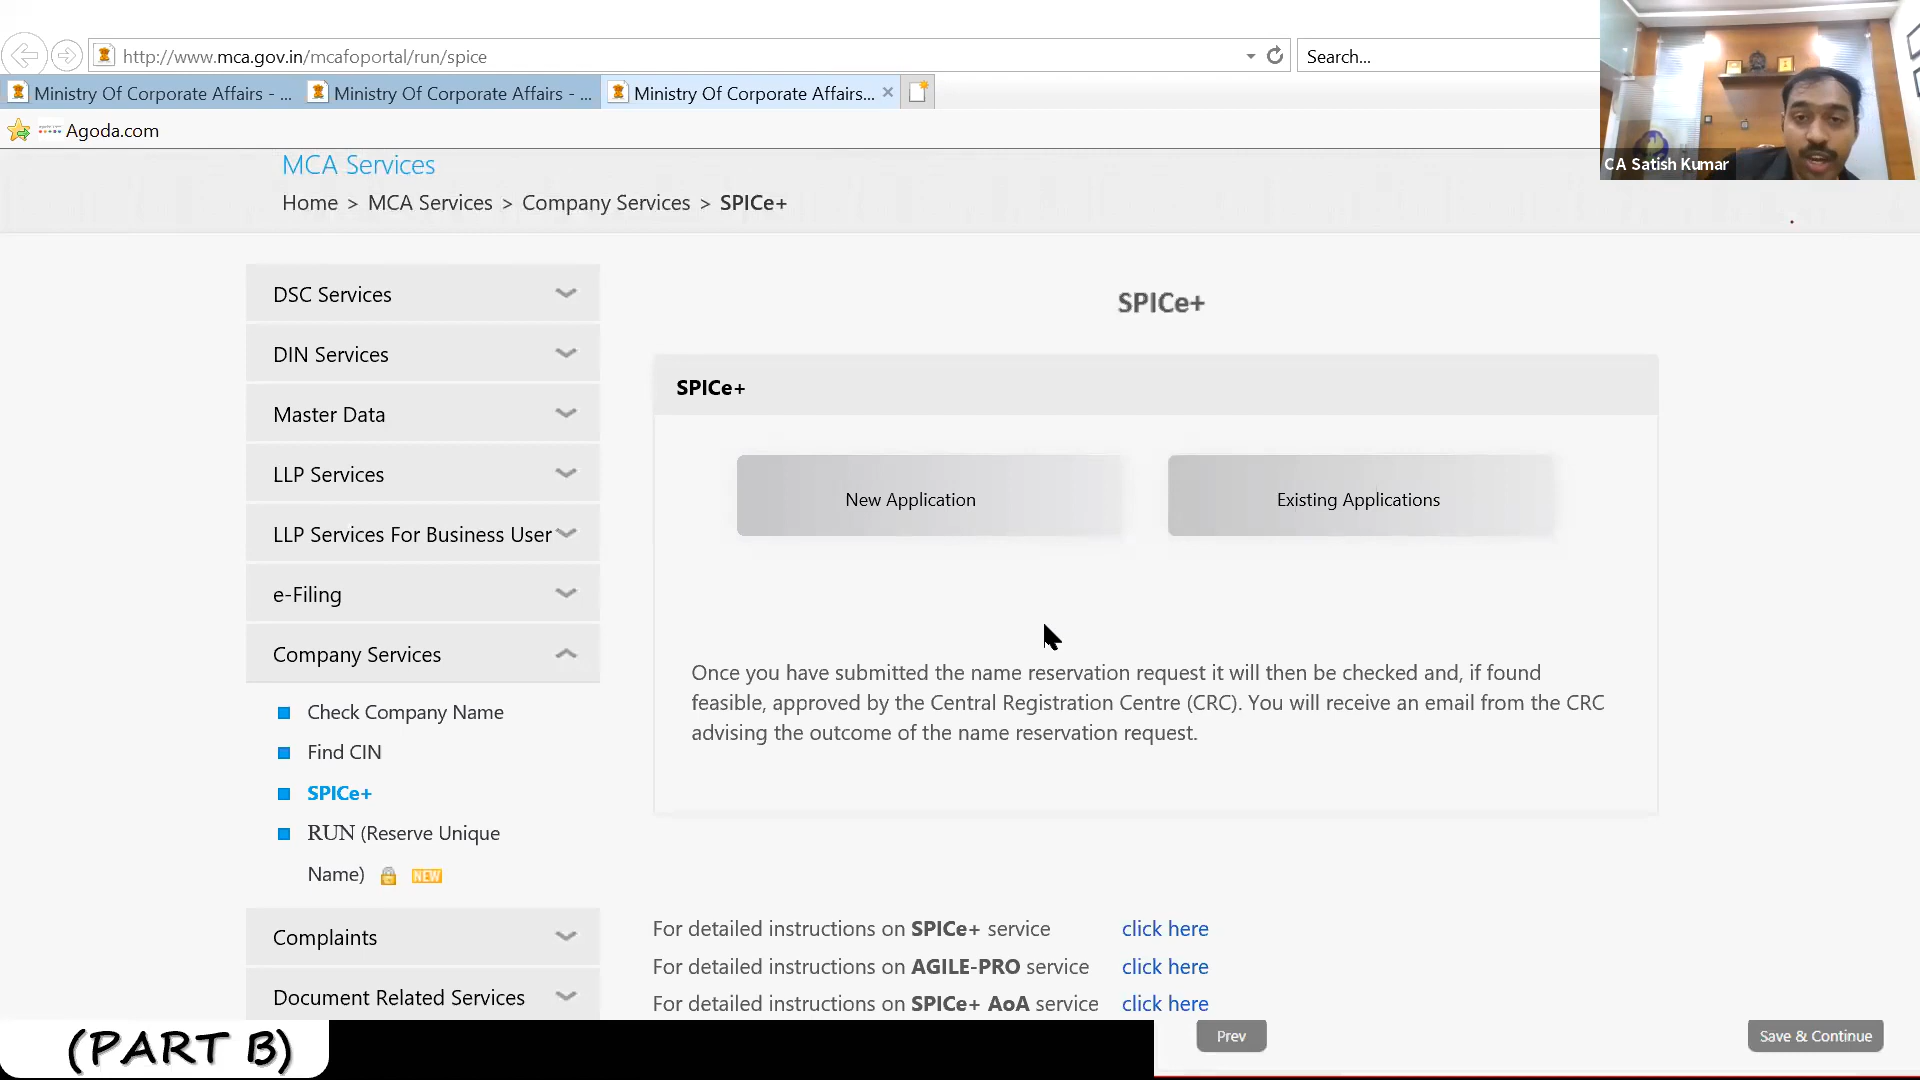 http://www.mca.gov.in/mcafoportal/run/spice
Search...
Ministry Of Corporate Affairs - ...
Ministry Of Corporate Affairs - ...
Ministry Of Corporate Affairs...
Agoda.com
CA Satish Kumar
MCA Services
Home > MCA Services > Company Services > SPICe+
DSC Services
DIN Services
Master Data
LLP Services
LLP Services For Business User
e-Filing
Company Services
Check Company Name
Find CIN
SPICe+
RUN (Reserve Unique
Name) NEW
Complaints
Document Related Services
SPICe+
SPICe+
New Application
Existing Applications
Once you have submitted the name reservation request it will then be checked and, if found
feasible, approved by the Central Registration Centre (CRC). You will receive an email from the CRC
advising the outcome of the name reservation request.
For detailed instructions on SPICe+ service click here
For detailed instructions on AGILE-PRO service click here
For detailed instructions on SPICe+ AoA service click here
(PART B)
Prev
Save & Continue